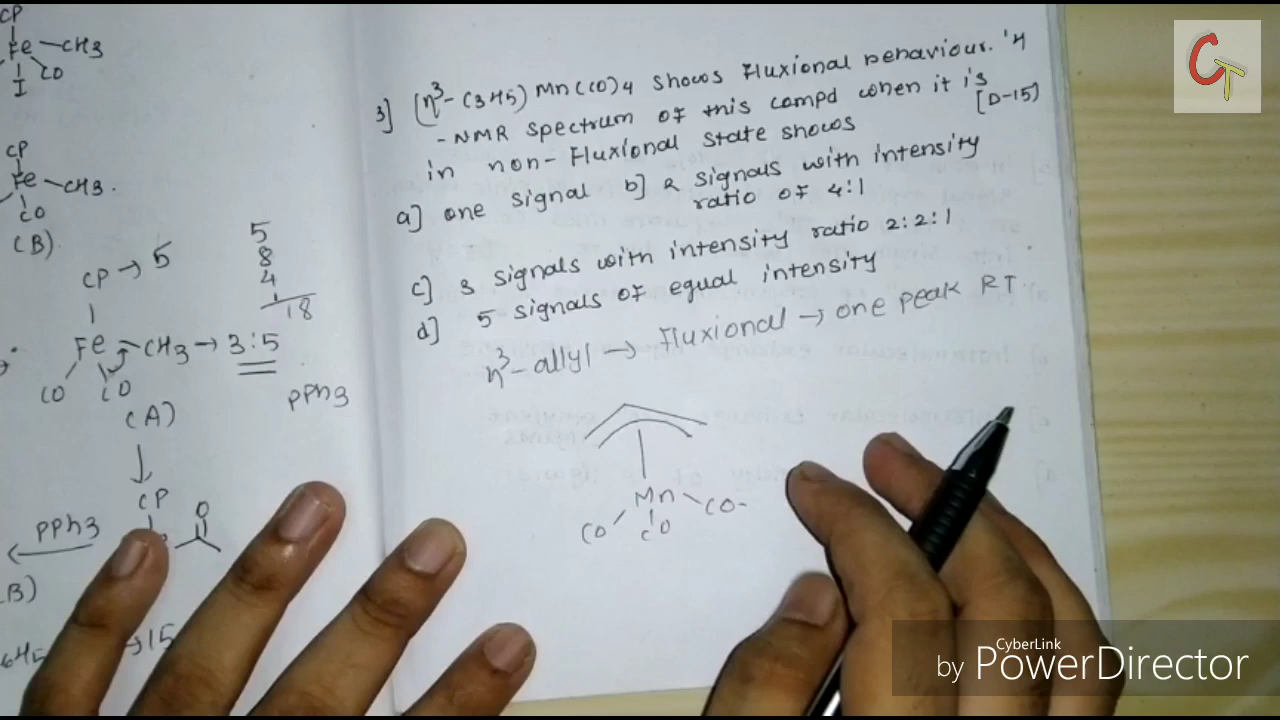 CP
Fe -CH3
CO
I
CP
Fe -CH3.
CO
(B)
CP → 5
5
8
4
18
Fe -CH3 → 3:5
CO
CO
PPh3
(A)
CP
O
PPh3
B)
→15
3] (η³- C3H5) Mn(CO)4 shows Fluxional behaviour. 'H
-NMR spectrum of this compd when it is
in non-Fluxional state shows [D-15]
a] one signal b] 2 signals with intensity
ratio of 4:1
c] 3 signals with intensity ratio 2:2:1
d] 5 signals of equal intensity
η³-allyl → Fluxional → one peak RT.
Mn
CO
CO
CO-
CT
CyberLink
by PowerDirector